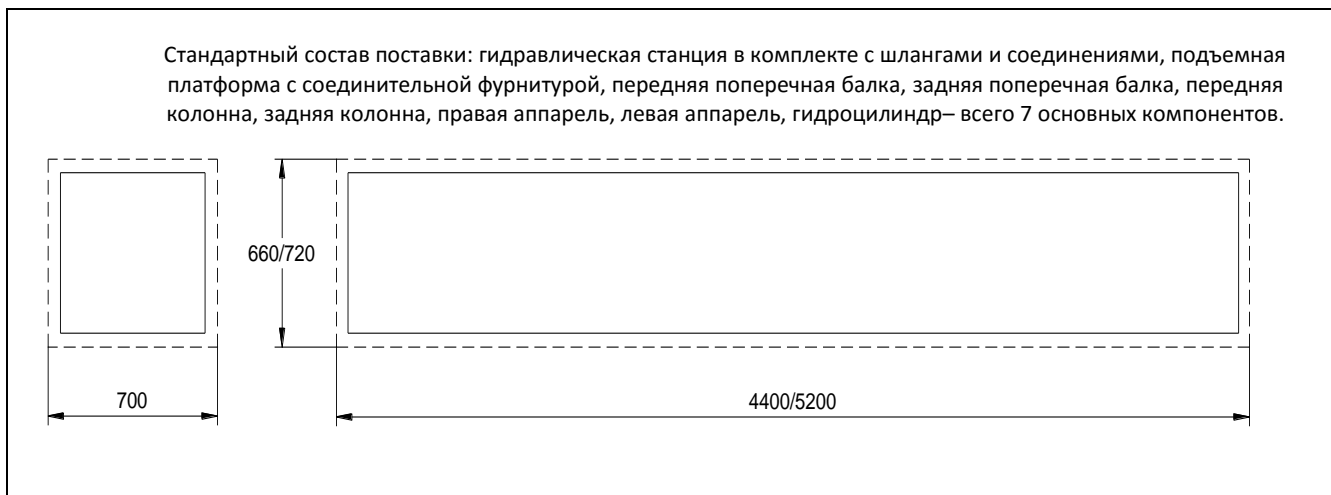 Стандартный состав поставки: гидравлическая станция в комплекте с шлангами и соединениями, подъемная
платформа с соединительной фурнитурой, передняя поперечная балка, задняя поперечная балка, передняя
колонна, задняя колонна, правая аппарель, левая аппарель, гидроцилиндр– всего 7 основных компонентов.
660/720
700
4400/5200